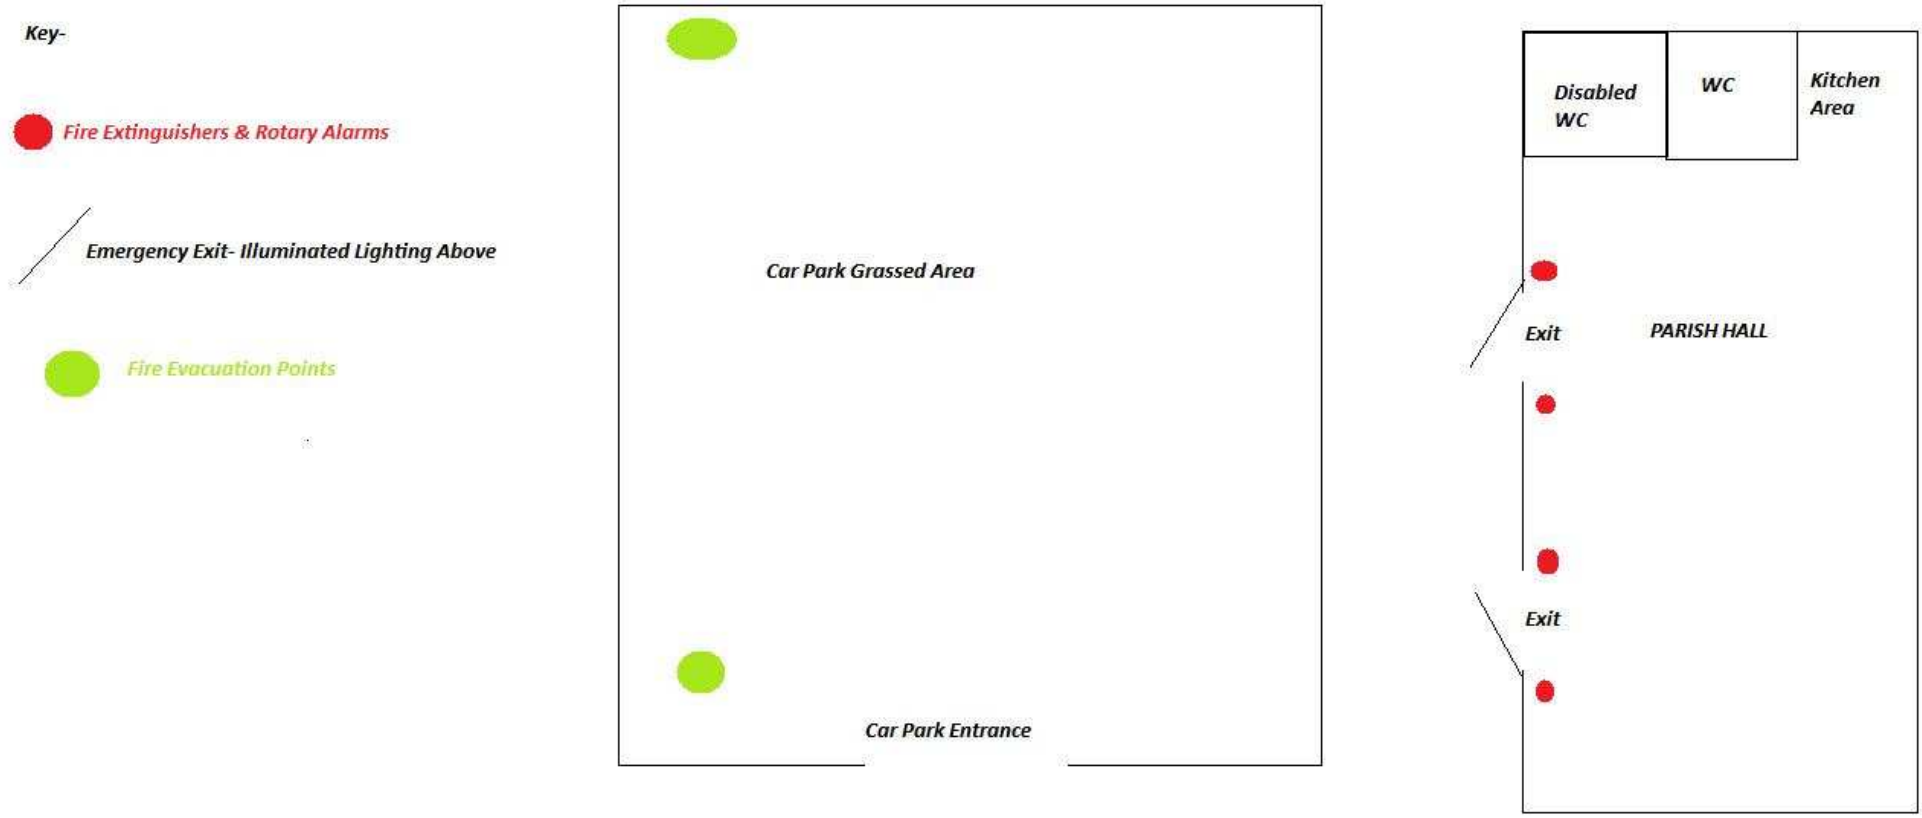 Key-
Fire Extinguishers & Rotary Alarms
Emergency Exit- Illuminated Lighting Above
Fire Evacuation Points
Car Park Grassed Area
Car Park Entrance
Disabled
WC
WC
Kitchen
Area
Exit
PARISH HALL
Exit